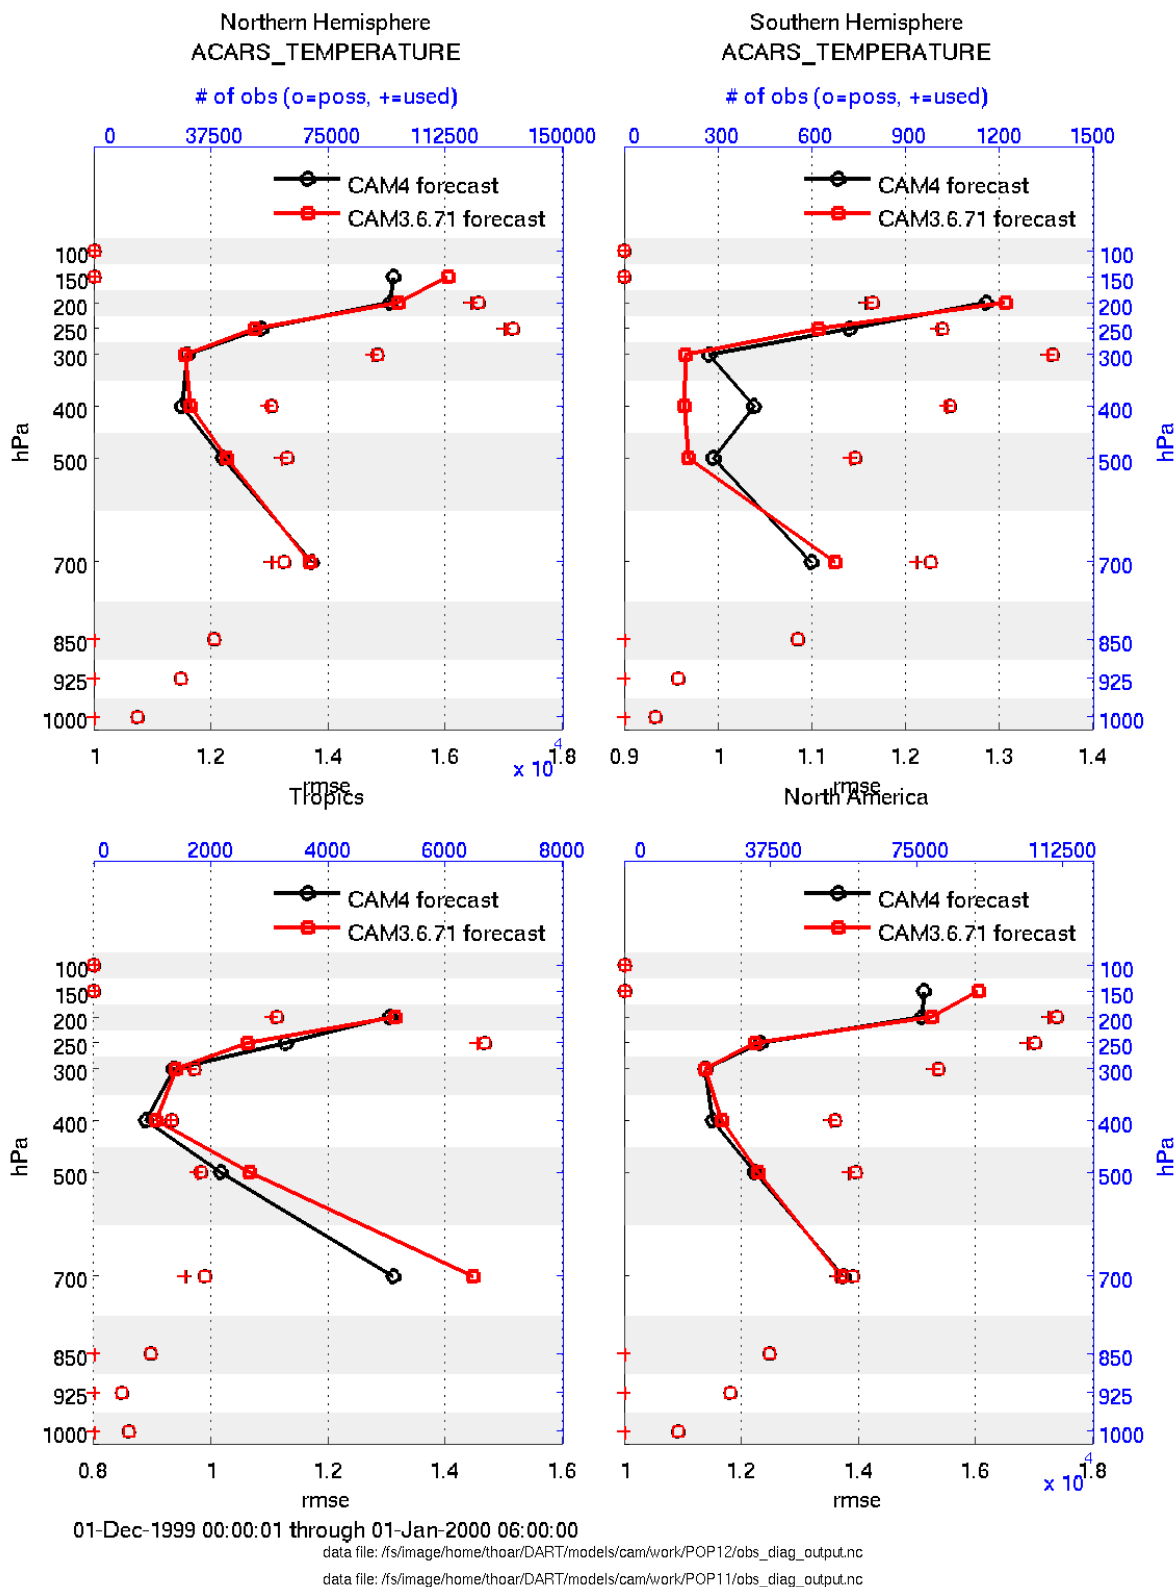 Northern Hemisphere
ACARS_TEMPERATURE
# of obs (o=poss, +=used)
0 37500 75000 112500 150000
CAM4 forecast
CAM3.6.71 forecast
100
150
200
250
300
400
500
700
850
925
1000
hPa
1 1.2 1.4 1.6 1.8
x 10^4
rmse
Southern Hemisphere
ACARS_TEMPERATURE
# of obs (o=poss, +=used)
0 300 600 900 1200 1500
CAM4 forecast
CAM3.6.71 forecast
100
150
200
250
300
400
500
700
850
925
1000
hPa
0.9 1 1.1 1.2 1.3 1.4
rmse
Tropics
0 2000 4000 6000 8000
CAM4 forecast
CAM3.6.71 forecast
100
150
200
250
300
400
500
700
850
925
1000
hPa
0.8 1 1.2 1.4 1.6
rmse
North America
0 37500 75000 112500
CAM4 forecast
CAM3.6.71 forecast
100
150
200
250
300
400
500
700
850
925
1000
hPa
1 1.2 1.4 1.6 1.8
x 10^4
rmse
01-Dec-1999 00:00:01 through 01-Jan-2000 06:00:00
data file: /fs/image/home/thoar/DART/models/cam/work/POP12/obs_diag_output.nc
data file: /fs/image/home/thoar/DART/models/cam/work/POP11/obs_diag_output.nc